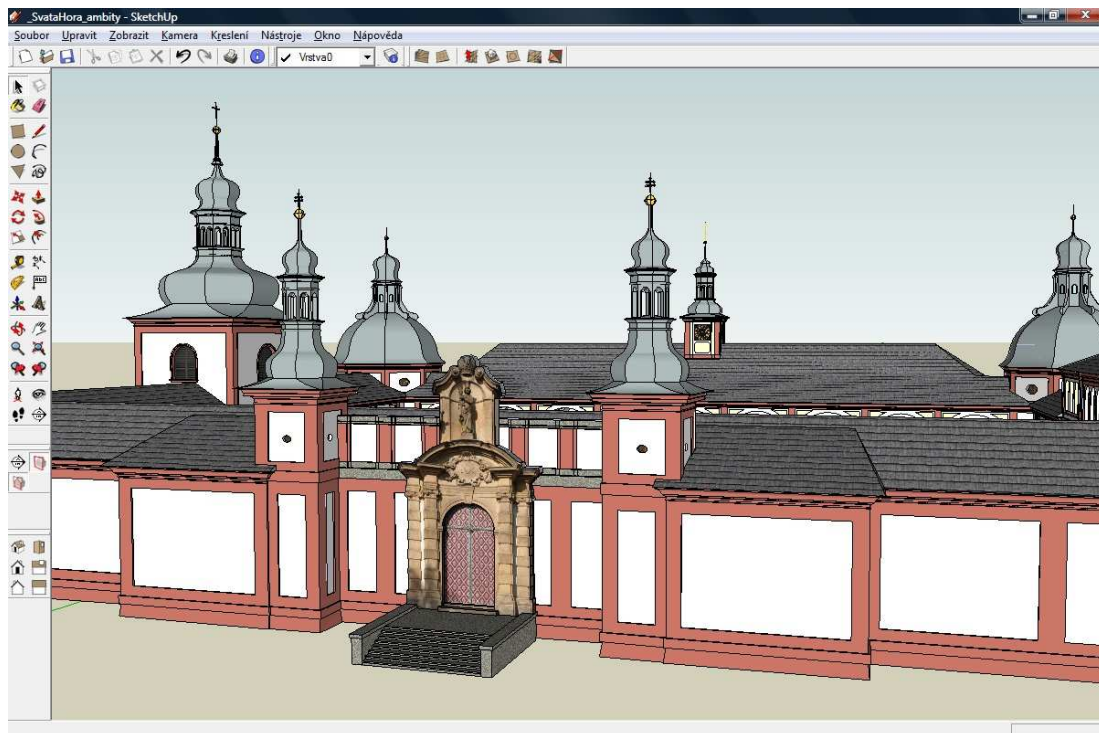 _SvataHora_ambity - SketchUp
Soubor Upravit Zobrazit Kamera Kreslení Nástroje Okno Nápověda
Vrstva0